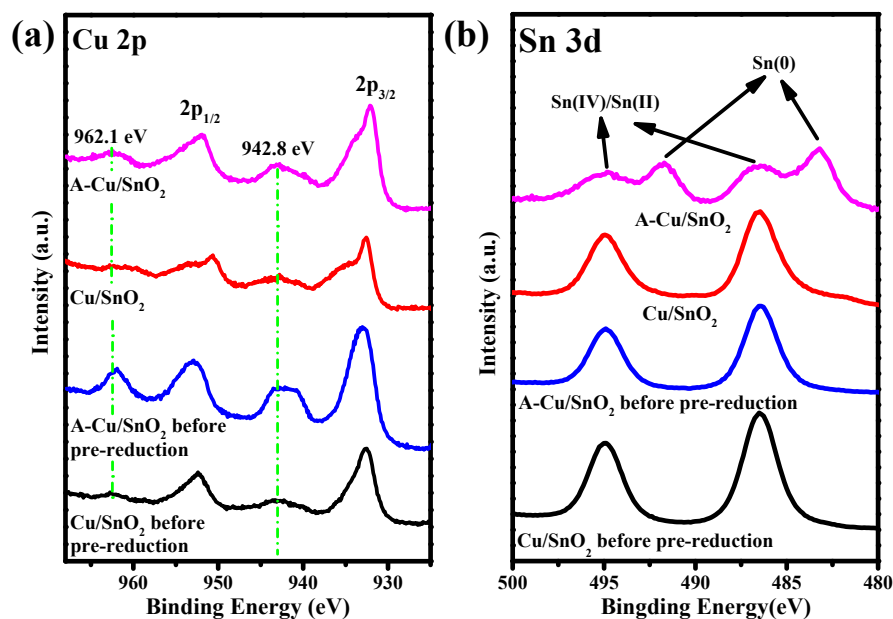 (a) Cu 2p
2p₃/₂
2p₁/₂
962.1 eV
942.8 eV
A-Cu/SnO₂
Cu/SnO₂
A-Cu/SnO₂ before
pre-reduction
Cu/SnO₂ before
pre-reduction
Intensity (a.u.)
960 950 940 930
Binding Energy (eV)
(b) Sn 3d
Sn(0)
Sn(IV)/Sn(II)
A-Cu/SnO₂
Cu/SnO₂
A-Cu/SnO₂ before pre-reduction
Cu/SnO₂ before pre-reduction
Intensity (a.u.)
500 495 490 485 480
Bingding Energy(eV)